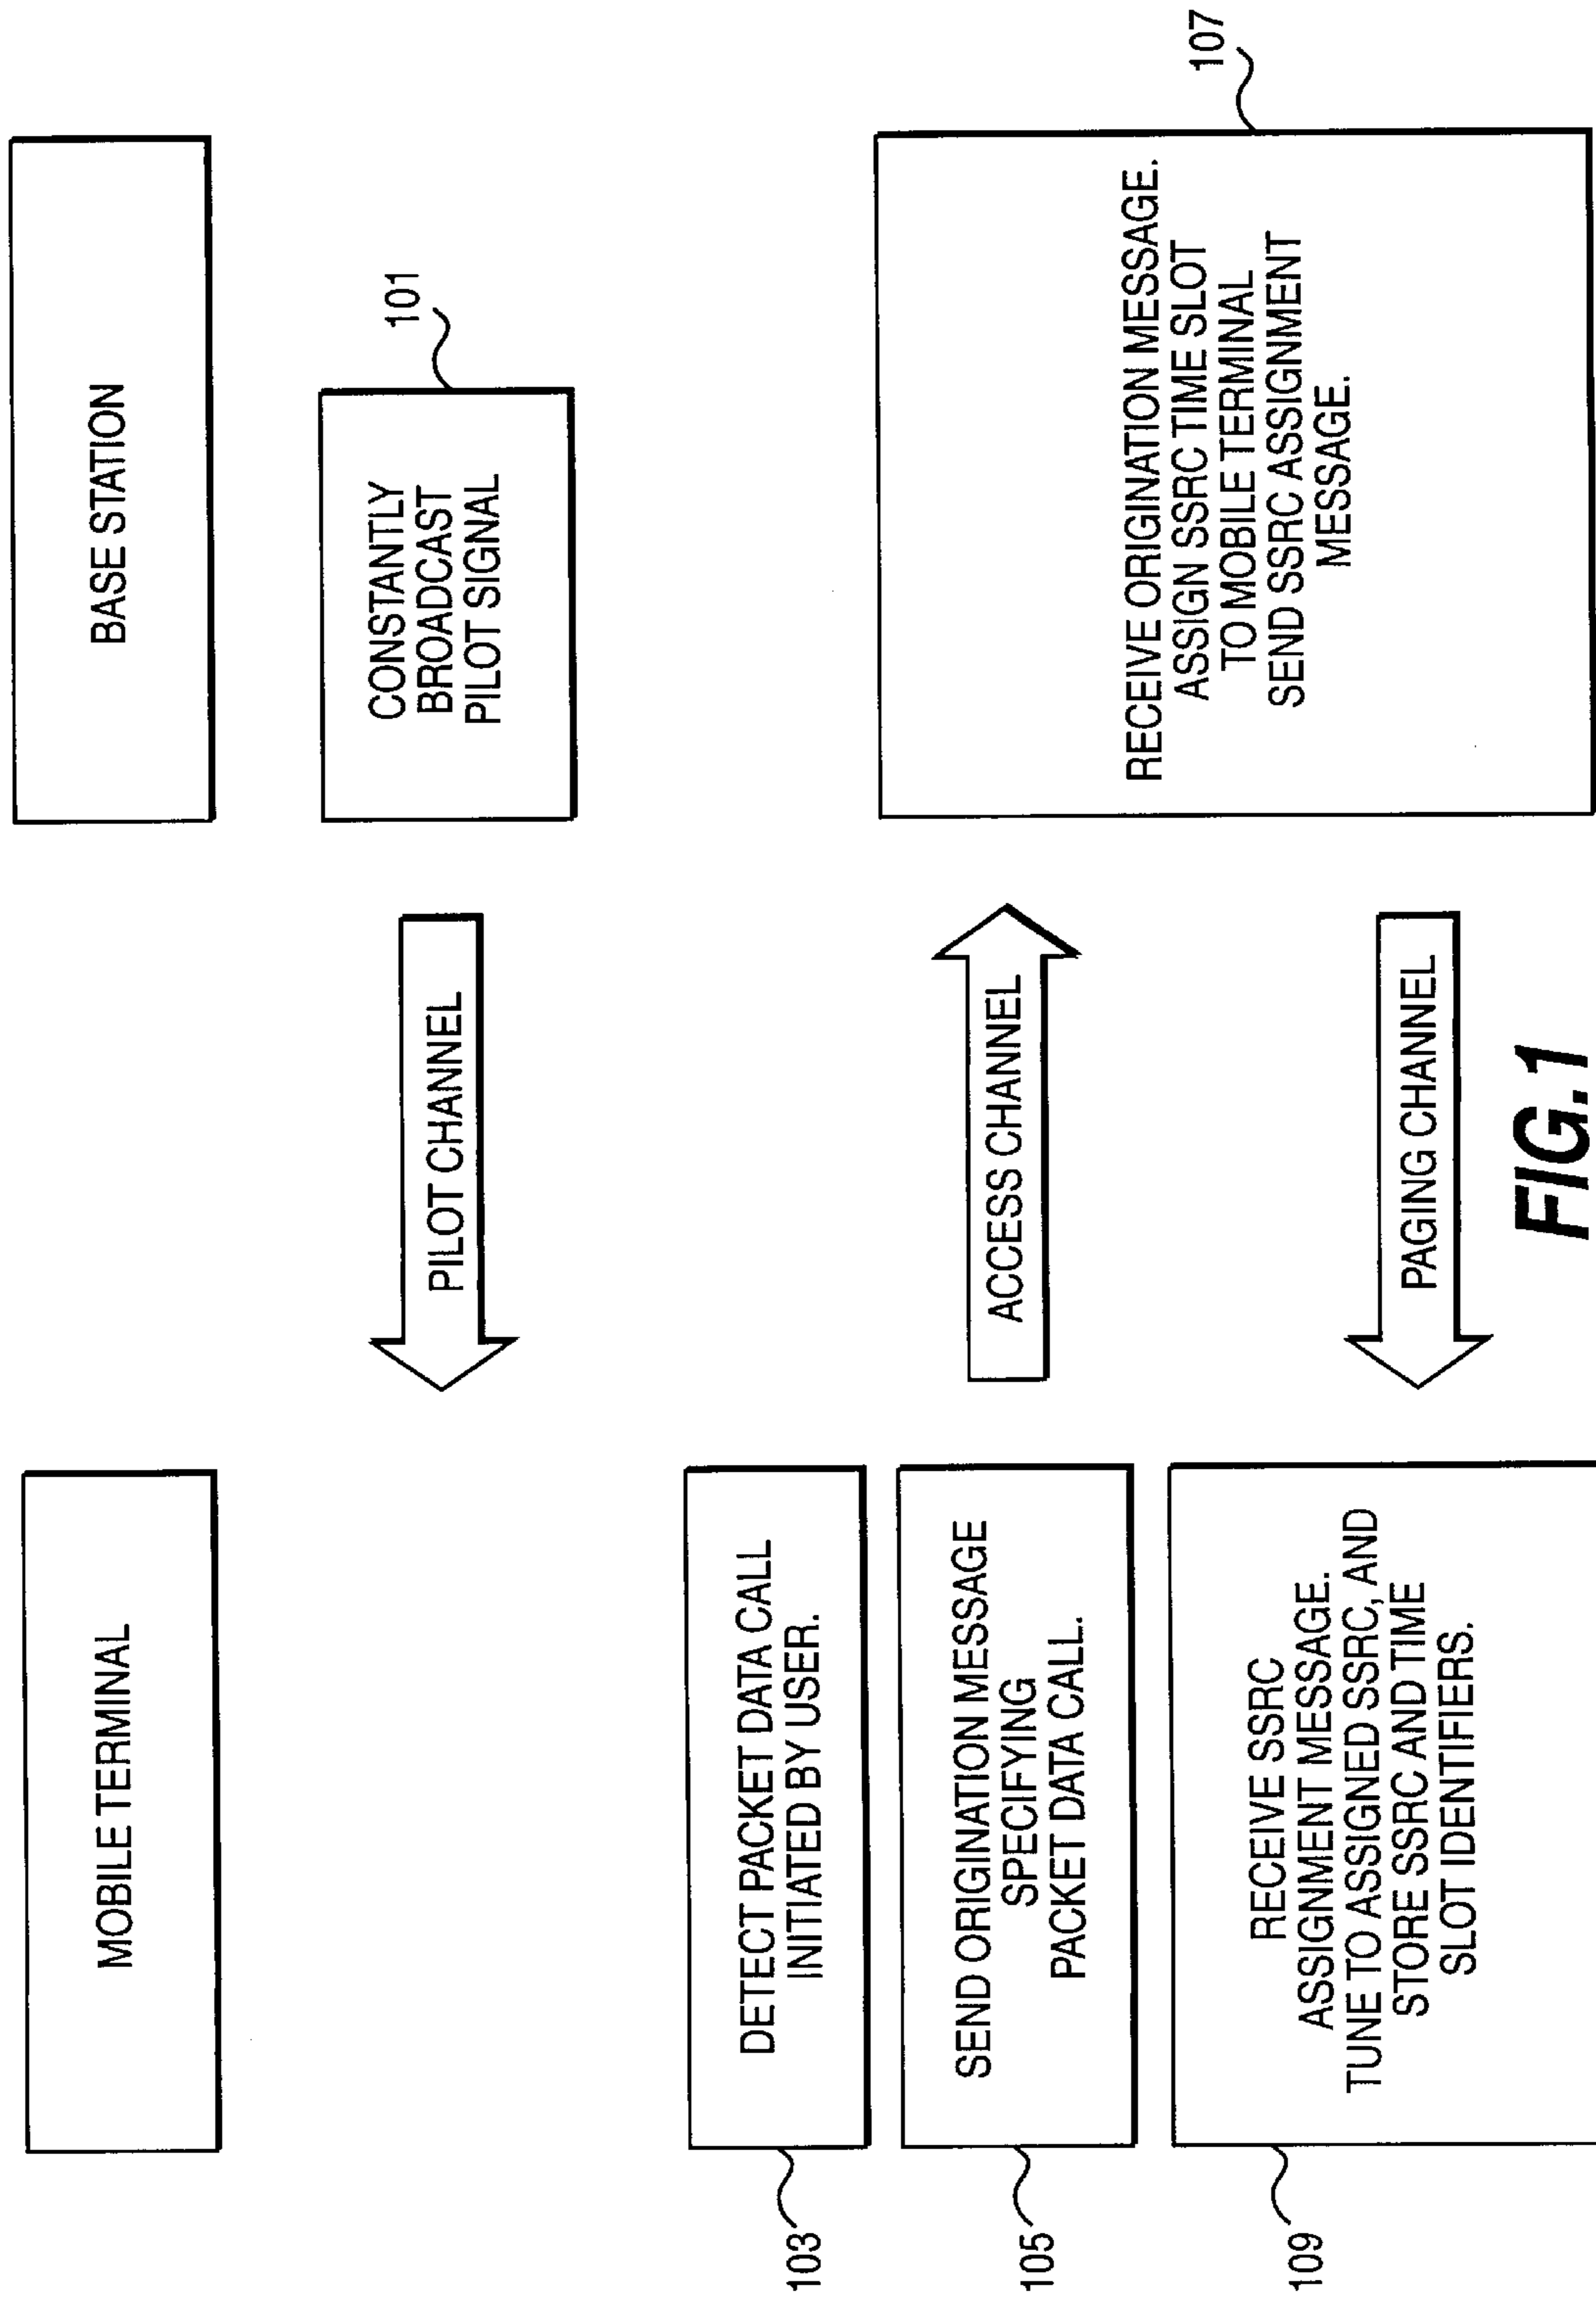 MOBILE TERMINAL
BASE STATION
CONSTANTLY
BROADCAST
PILOT SIGNAL
101
PILOT CHANNEL
103
DETECT PACKET DATA CALL
INITIATED BY USER.
105
SEND ORIGINATION MESSAGE
SPECIFYING
PACKET DATA CALL.
ACCESS CHANNEL
RECEIVE ORIGINATION MESSAGE.
ASSIGN SSRC TIME SLOT
TO MOBILE TERMINAL
SEND SSRC ASSIGNMENT
MESSAGE.
107
109
RECEIVE SSRC
ASSIGNMENT MESSAGE.
TUNE TO ASSIGNED SSRC, AND
STORE SSRC AND TIME
SLOT IDENTIFIERS.
PAGING CHANNEL
FIG.1